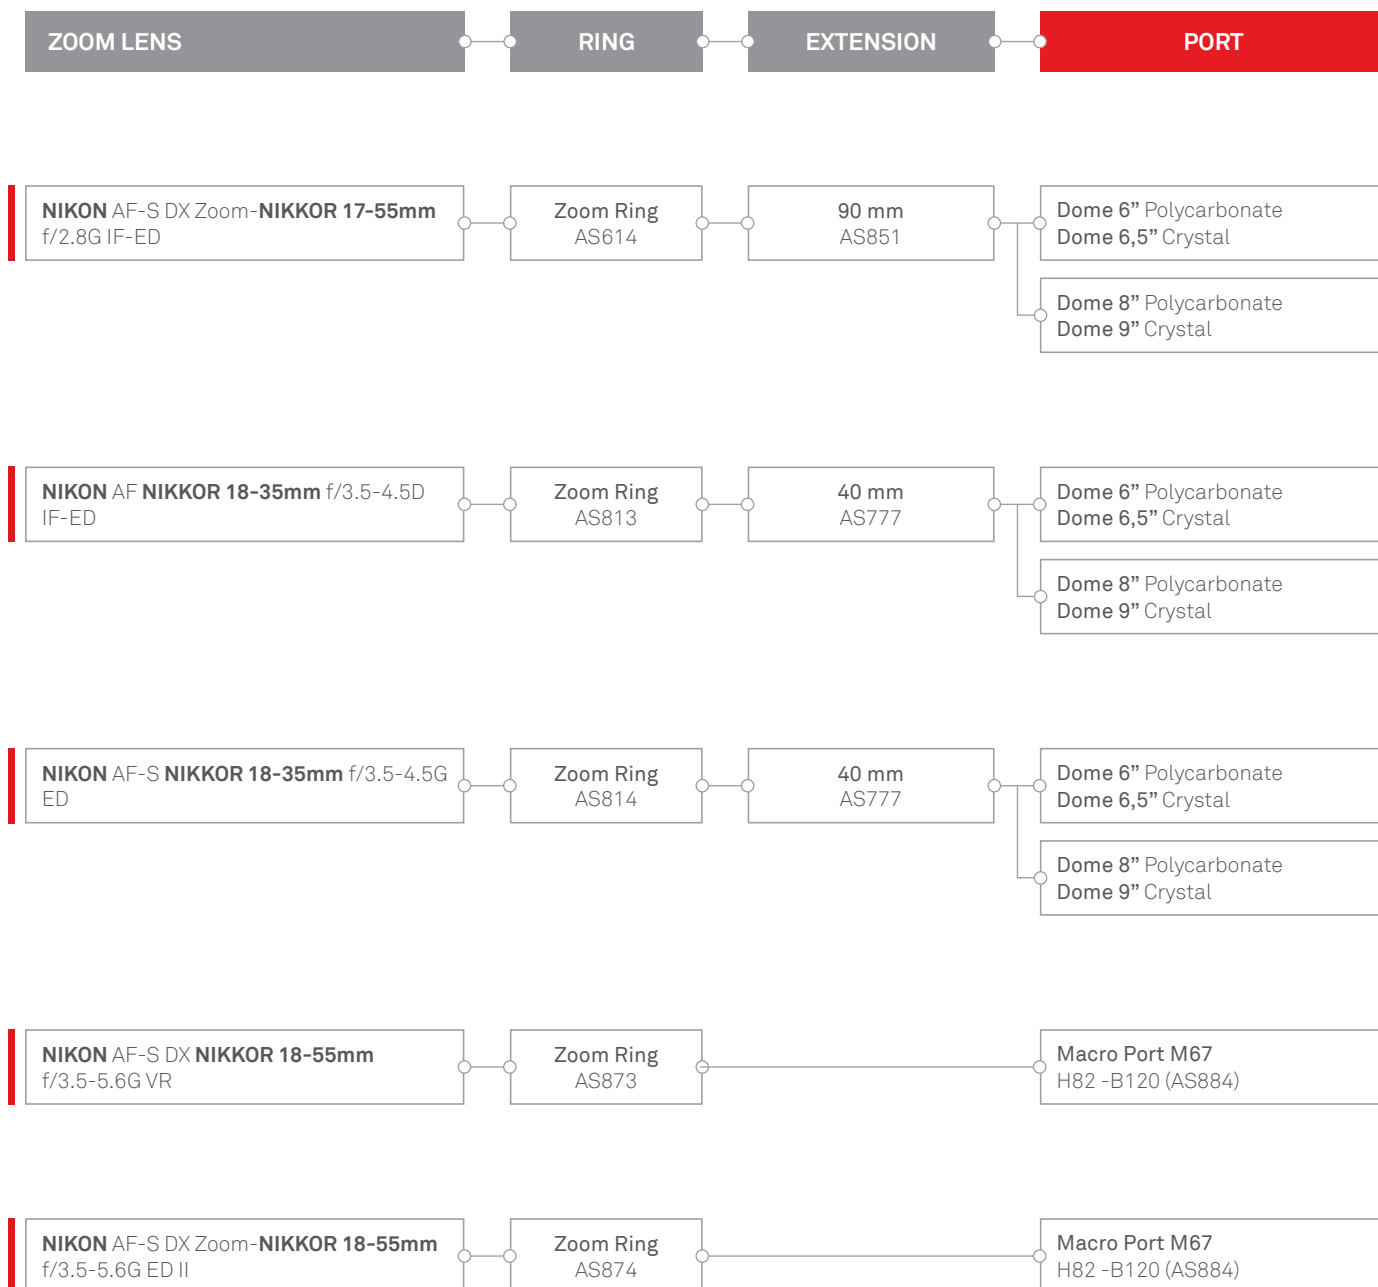 ZOOM LENS
RING
EXTENSION
PORT
NIKON AF-S DX Zoom-NIKKOR 17-55mm
f/2.8G IF-ED
Zoom Ring
AS614
90 mm
AS851
Dome 6” Polycarbonate
Dome 6,5” Crystal
Dome 8” Polycarbonate
Dome 9” Crystal
NIKON AF NIKKOR 18-35mm f/3.5-4.5D
IF-ED
Zoom Ring
AS813
40 mm
AS777
Dome 6” Polycarbonate
Dome 6,5” Crystal
Dome 8” Polycarbonate
Dome 9” Crystal
NIKON AF-S NIKKOR 18-35mm f/3.5-4.5G
ED
Zoom Ring
AS814
40 mm
AS777
Dome 6” Polycarbonate
Dome 6,5” Crystal
Dome 8” Polycarbonate
Dome 9” Crystal
NIKON AF-S DX NIKKOR 18-55mm
f/3.5-5.6G VR
Zoom Ring
AS873
Macro Port M67
H82 -B120 (AS884)
NIKON AF-S DX Zoom-NIKKOR 18-55mm
f/3.5-5.6G ED II
Zoom Ring
AS874
Macro Port M67
H82 -B120 (AS884)